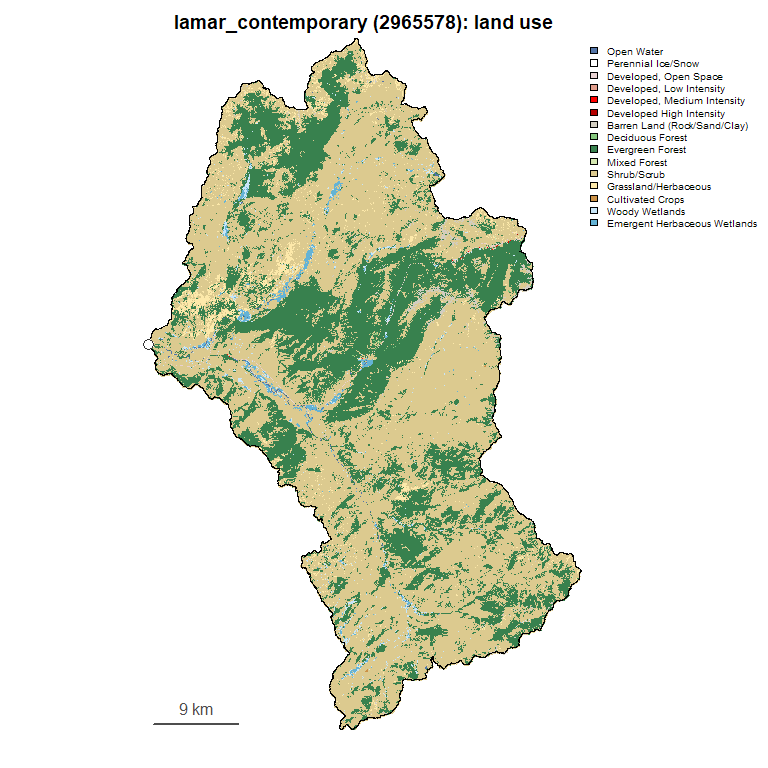 lamar_contemporary (2965578): land use
Open Water
Perennial Ice/Snow
Developed, Open Space
Developed, Low Intensity
Developed, Medium Intensity
Developed High Intensity
Barren Land (Rock/Sand/Clay)
Deciduous Forest
Evergreen Forest
Mixed Forest
Shrub/Scrub
Grassland/Herbaceous
Cultivated Crops
Woody Wetlands
Emergent Herbaceous Wetlands
9 km